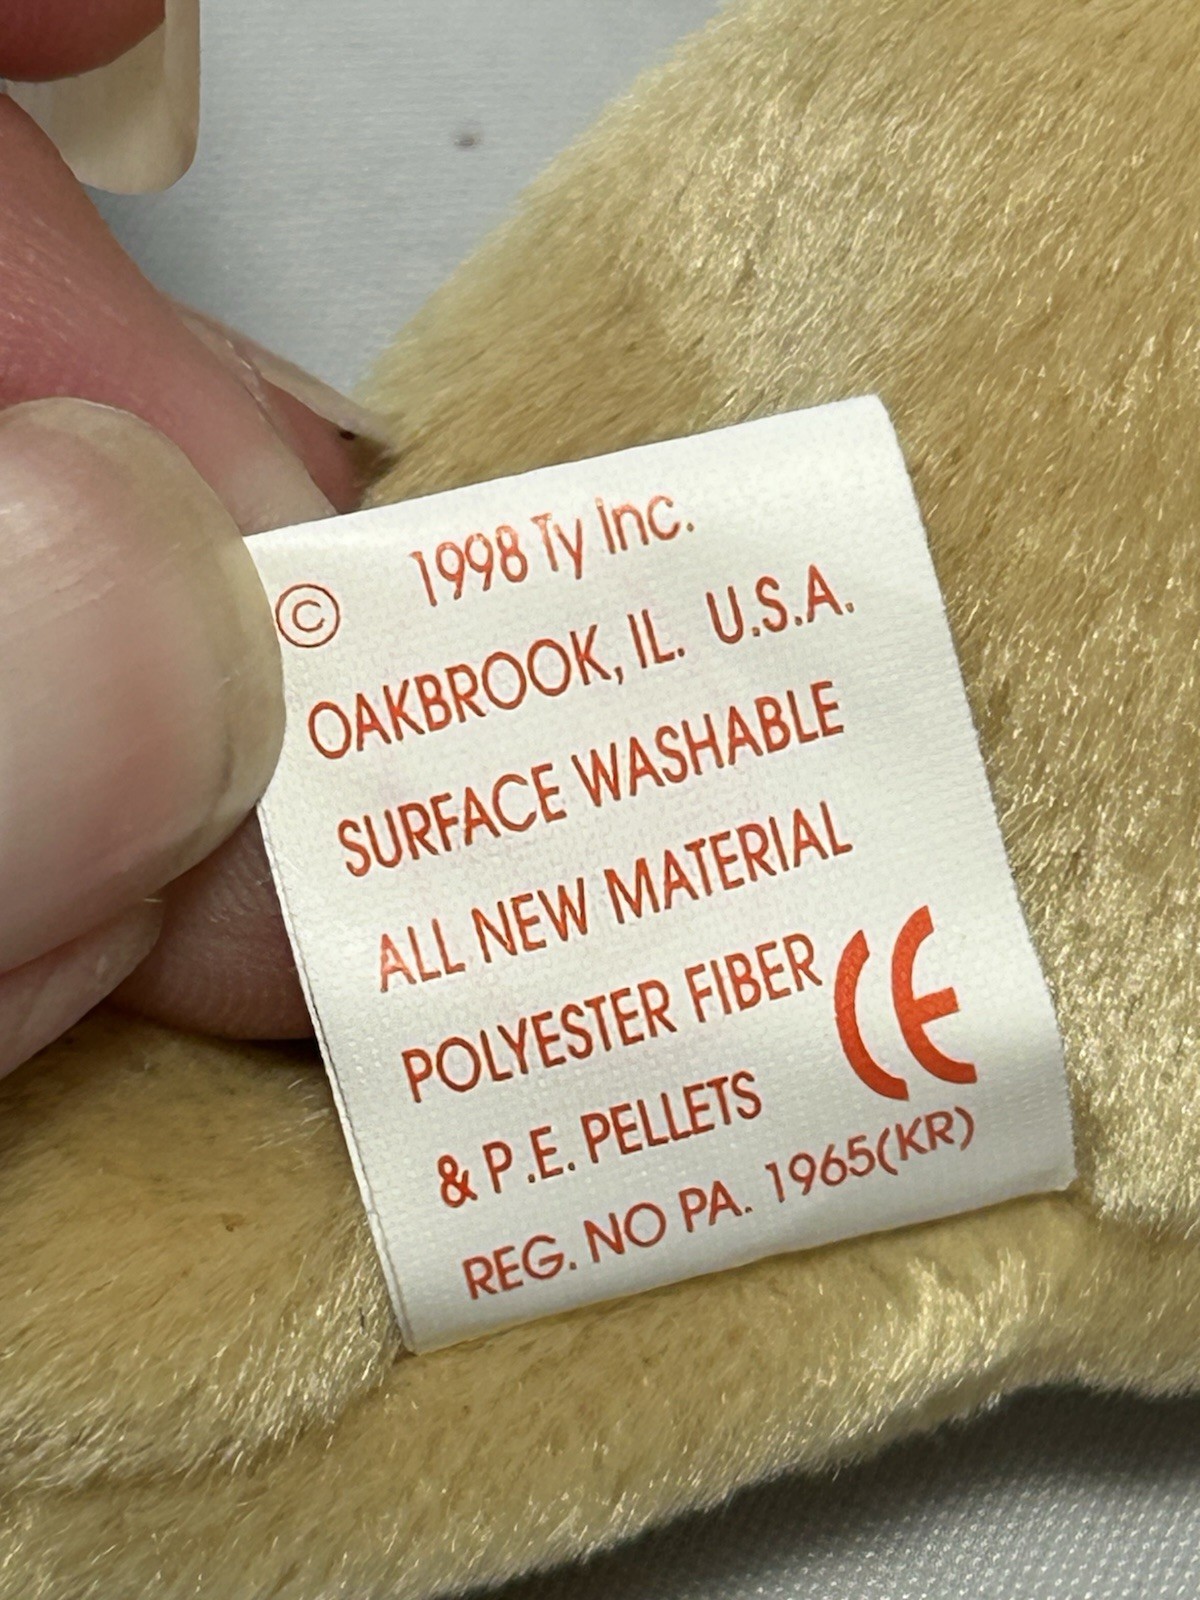 © 1998 Ty Inc.
OAKBROOK, IL. U.S.A.
SURFACE WASHABLE
ALL NEW MATERIAL
POLYESTER FIBER
& P.E. PELLETS
CE
REG. NO PA. 1965(KR)